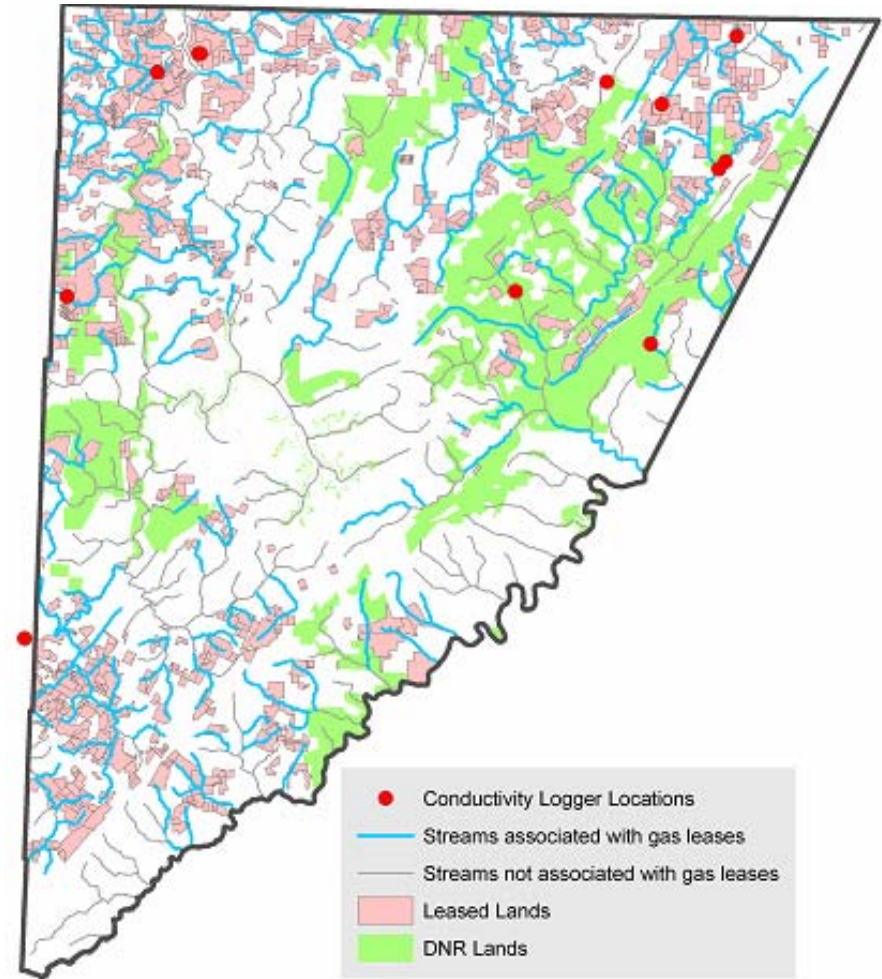 Conductivity Logger Locations
Streams associated with gas leases
Streams not associated with gas leases
Leased Lands
DNR Lands